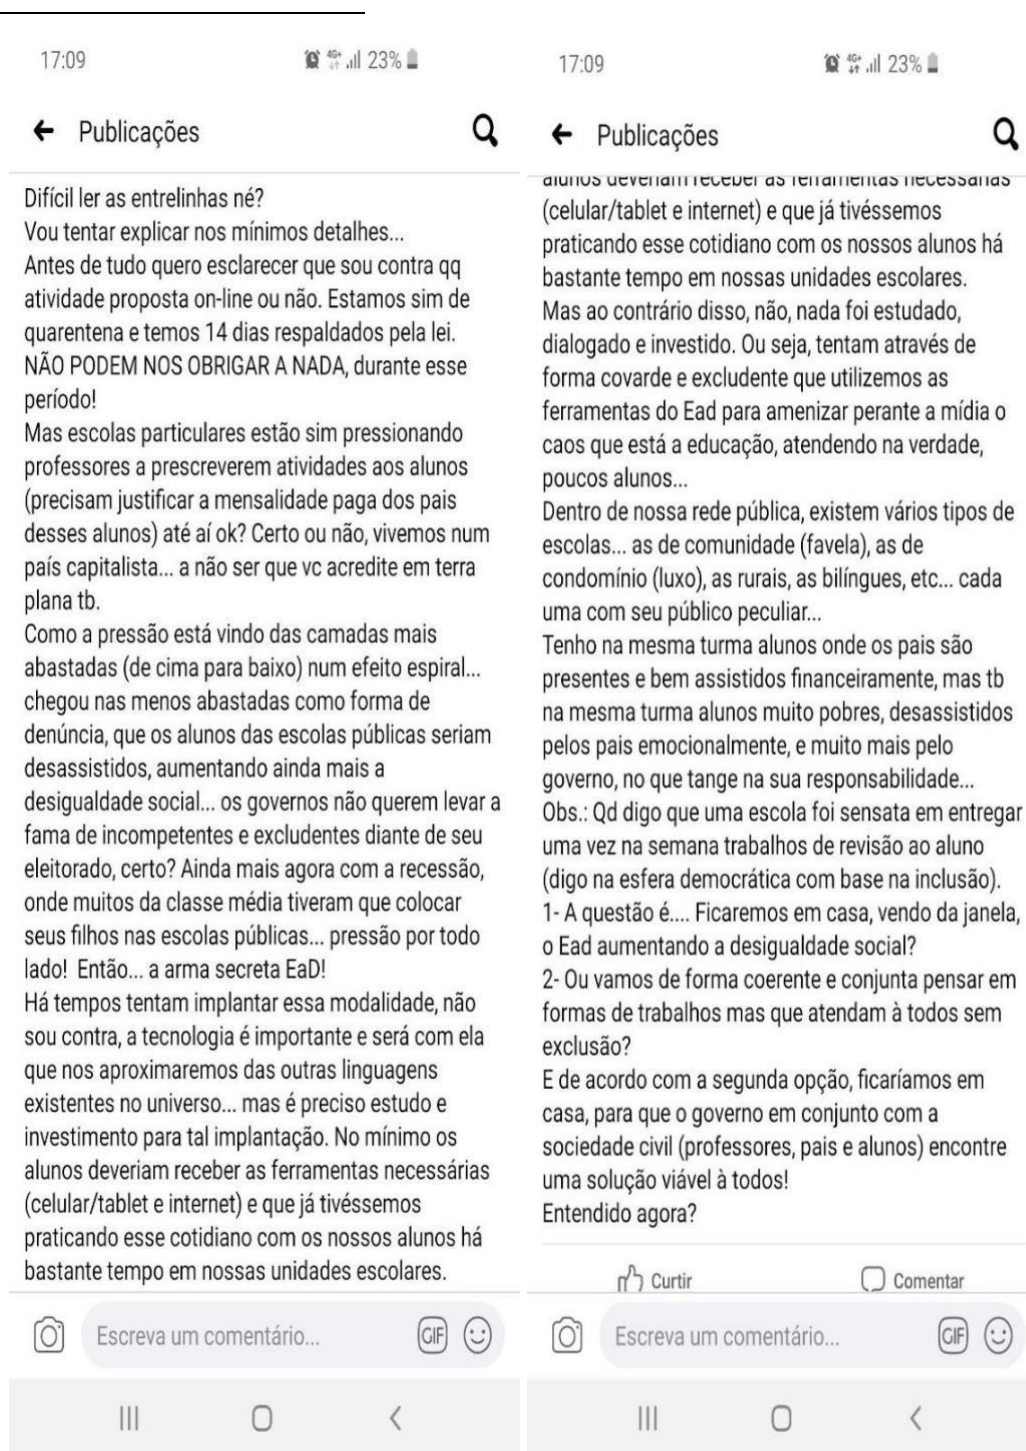 17:09
4G+ 23%
Publicações
Difícil ler as entrelinhas né?
Vou tentar explicar nos mínimos detalhes...
Antes de tudo quero esclarecer que sou contra qq
atividade proposta on-line ou não. Estamos sim de
quarentena e temos 14 dias respaldados pela lei.
NÃO PODEM NOS OBRIGAR A NADA, durante esse
período!
Mas escolas particulares estão sim pressionando
professores a prescreverem atividades aos alunos
(precisam justificar a mensalidade paga dos pais
desses alunos) até aí ok? Certo ou não, vivemos num
país capitalista... a não ser que vc acredite em terra
plana tb.
Como a pressão está vindo das camadas mais
abastadas (de cima para baixo) num efeito espiral...
chegou nas menos abastadas como forma de
denúncia, que os alunos das escolas públicas seriam
desassistidos, aumentando ainda mais a
desigualdade social... os governos não querem levar a
fama de incompetentes e excludentes diante de seu
eleitorado, certo? Ainda mais agora com a recessão,
onde muitos da classe média tiveram que colocar
seus filhos nas escolas públicas... pressão por todo
lado! Então... a arma secreta EaD!
Há tempos tentam implantar essa modalidade, não
sou contra, a tecnologia é importante e será com ela
que nos aproximaremos das outras linguagens
existentes no universo... mas é preciso estudo e
investimento para tal implantação. No mínimo os
alunos deveriam receber as ferramentas necessárias
(celular/tablet e internet) e que já tivéssemos
praticando esse cotidiano com os nossos alunos há
bastante tempo em nossas unidades escolares.
Escreva um comentário...
GIF
17:09
4G+ 23%
Publicações
alunos deveriam receber as ferramentas necessárias
(celular/tablet e internet) e que já tivéssemos
praticando esse cotidiano com os nossos alunos há
bastante tempo em nossas unidades escolares.
Mas ao contrário disso, não, nada foi estudado,
dialogado e investido. Ou seja, tentam através de
forma covarde e excludente que utilizemos as
ferramentas do Ead para amenizar perante a mídia o
caos que está a educação, atendendo na verdade,
poucos alunos...
Dentro de nossa rede pública, existem vários tipos de
escolas... as de comunidade (favela), as de
condomínio (luxo), as rurais, as bilíngues, etc... cada
uma com seu público peculiar...
Tenho na mesma turma alunos onde os pais são
presentes e bem assistidos financeiramente, mas tb
na mesma turma alunos muito pobres, desassistidos
pelos pais emocionalmente, e muito mais pelo
governo, no que tange na sua responsabilidade...
Obs.: Qd digo que uma escola foi sensata em entregar
uma vez na semana trabalhos de revisão ao aluno
(digo na esfera democrática com base na inclusão).
1- A questão é.... Ficaremos em casa, vendo da janela,
o Ead aumentando a desigualdade social?
2- Ou vamos de forma coerente e conjunta pensar em
formas de trabalhos mas que atendam à todos sem
exclusão?
E de acordo com a segunda opção, ficaríamos em
casa, para que o governo em conjunto com a
sociedade civil (professores, pais e alunos) encontre
uma solução viável à todos!
Entendido agora?
Curtir Comentar
Escreva um comentário...
GIF